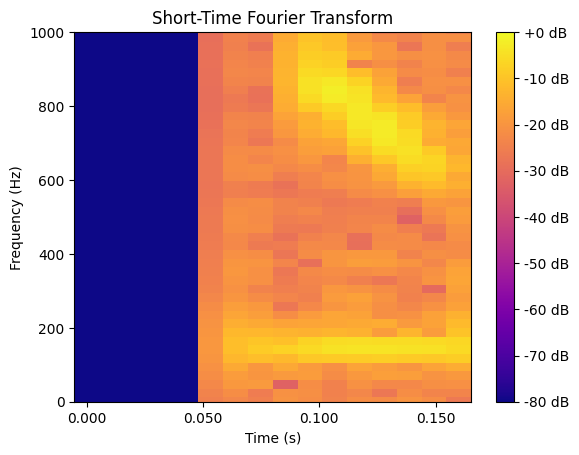 Short-Time Fourier Transform
1000
800
600
400
200
0
Frequency (Hz)
0.000
0.050
0.100
0.150
Time (s)
+0 dB
-10 dB
-20 dB
-30 dB
-40 dB
-50 dB
-60 dB
-70 dB
-80 dB